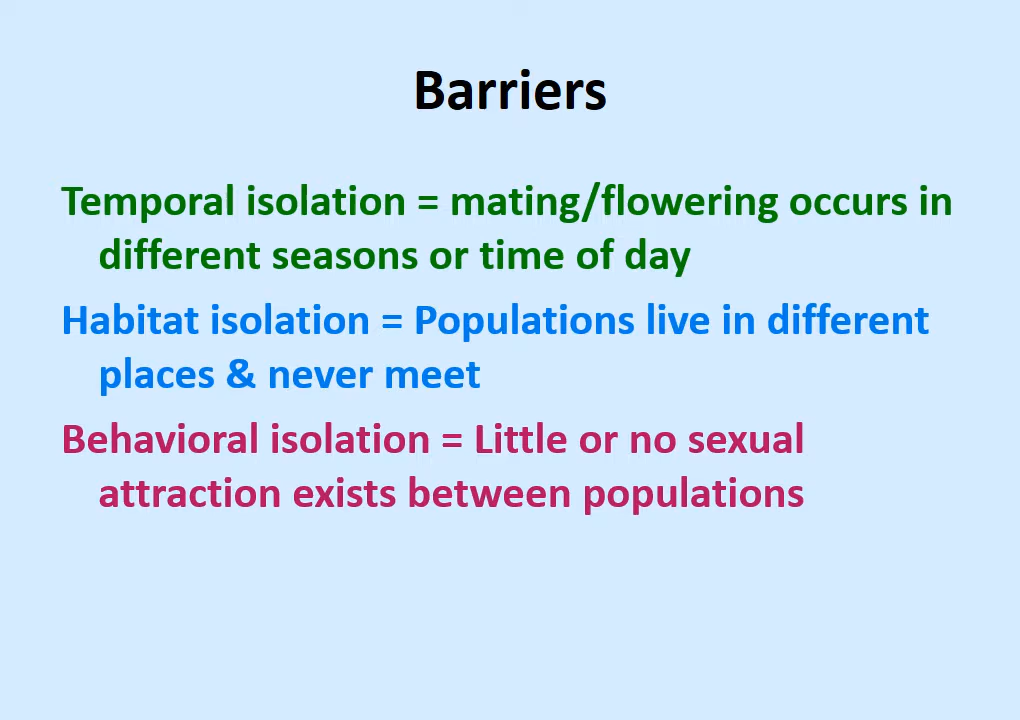 Barriers
Temporal isolation = mating/flowering occurs in
different seasons or time of day
Habitat isolation = Populations live in different
places & never meet
Behavioral isolation = Little or no sexual
attraction exists between populations